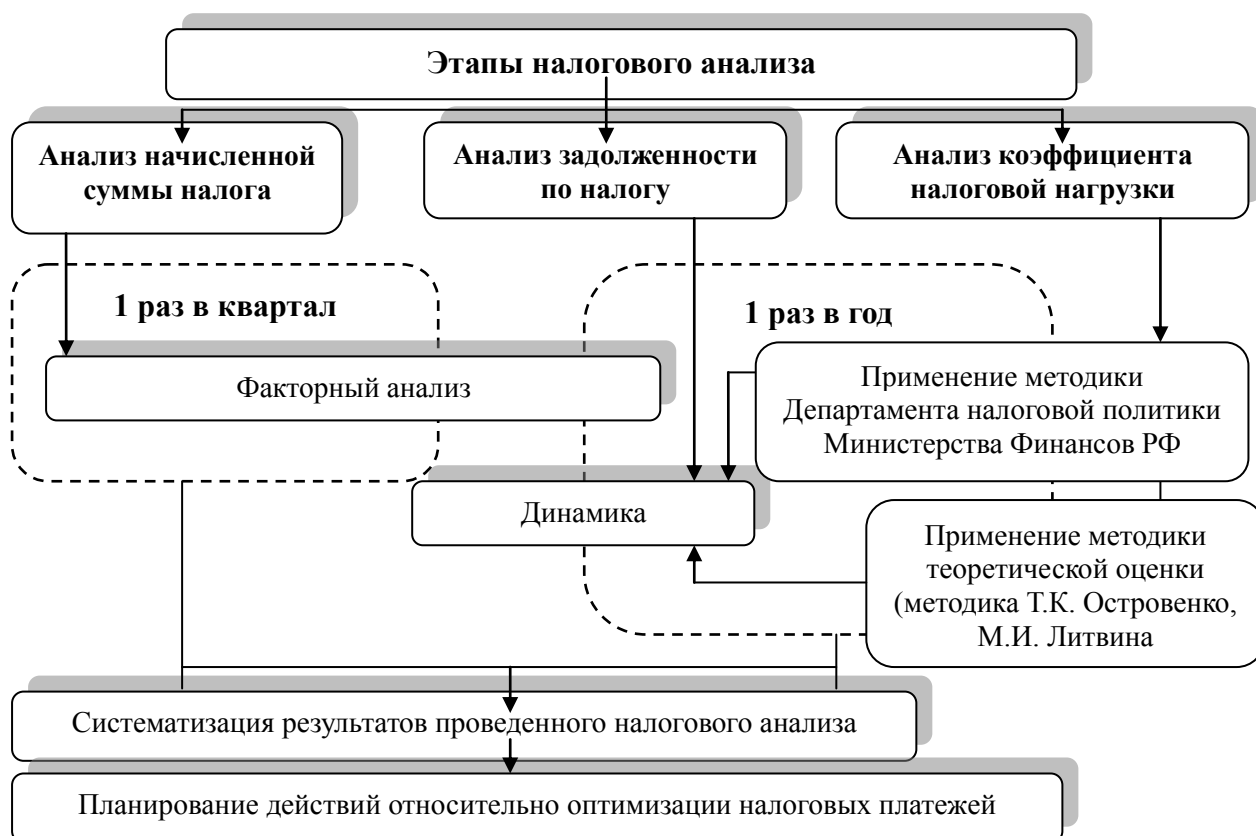 Этапы налогового анализа
Анализ начисленной
суммы налога
Анализ задолженности
по налогу
Анализ коэффициента
налоговой нагрузки
1 раз в квартал
1 раз в год
Факторный анализ
Применение методики
Департамента налоговой политики
Министерства Финансов РФ
Динамика
Применение методики
теоретической оценки
(методика Т.К. Островенко,
М.И. Литвина
Систематизация результатов проведенного налогового анализа
Планирование действий относительно оптимизации налоговых платежей